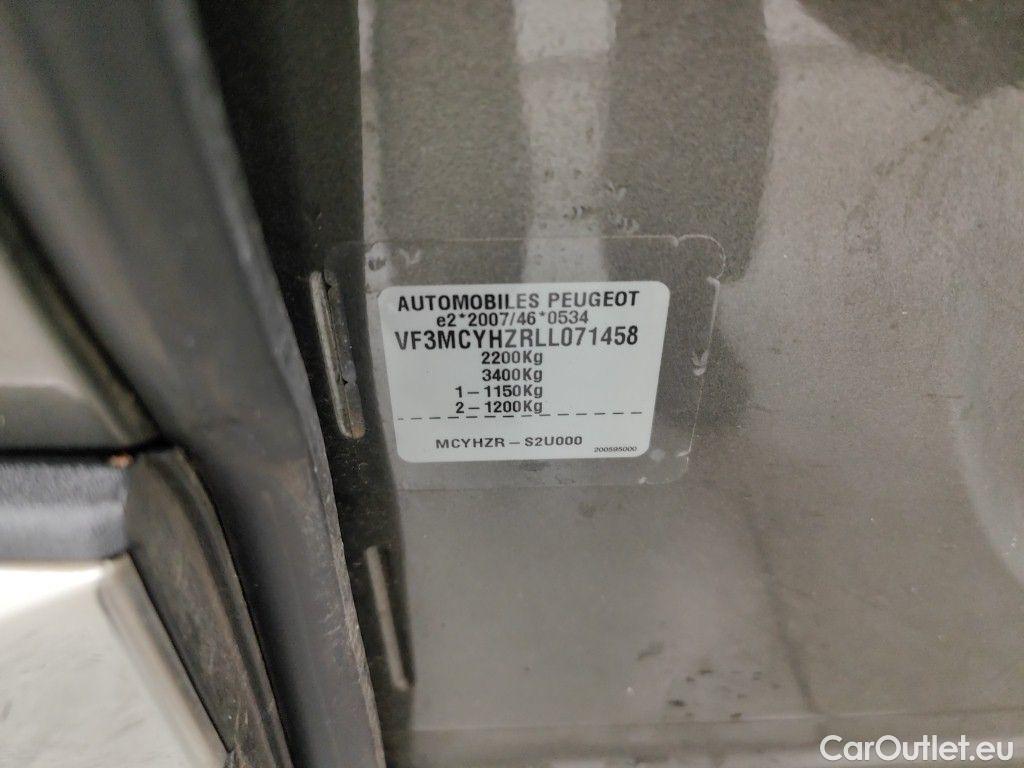 AUTOMOBILES PEUGEOT
e2*2007/46*0534
VF3MCYHZRLL071458
2200Kg
3400Kg
1-1150Kg
2-1200Kg
MCYHZR-S2U000
200595000
CarOutlet.eu